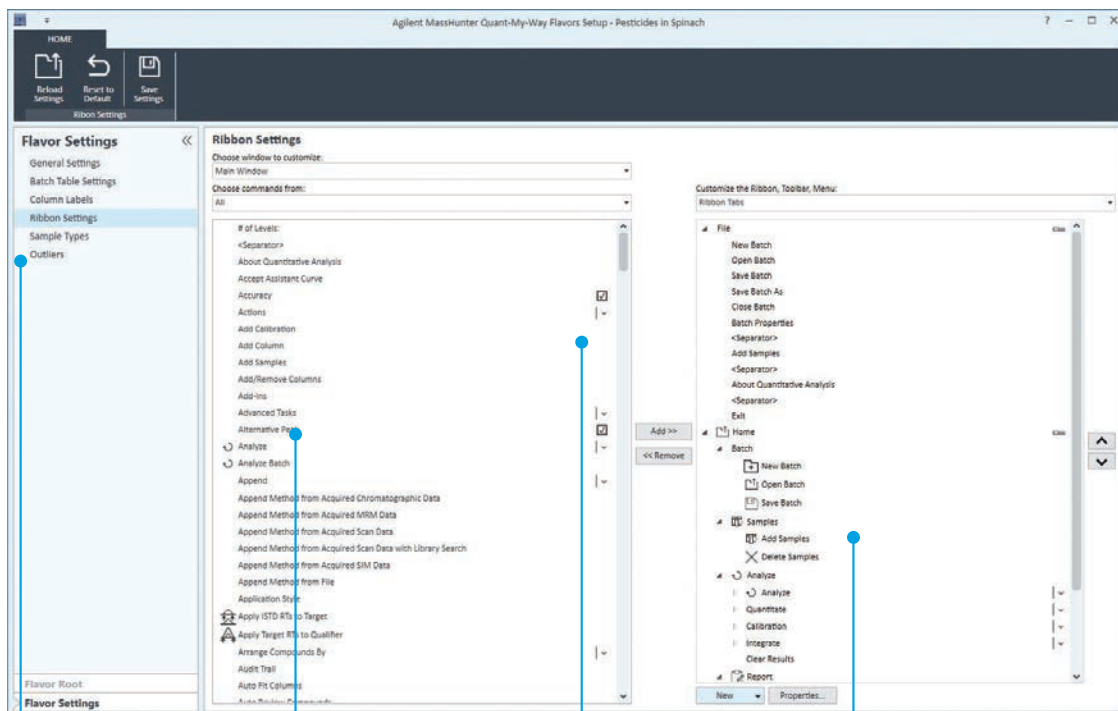 Agilent MassHunter Quant-My-Way Flavors Setup - Pesticides in Spinach
HOME
Reload Settings
Reset to Default
Save Settings
Ribon Settings
Flavor Settings
General Settings
Batch Table Settings
Column Labels
Ribbon Settings
Sample Types
Outliers
Flavor Root
Flavor Settings
Ribbon Settings
Choose window to customize:
Main Window
Choose commands from:
All
# of Levels:
<Separator>
About Quantitative Analysis
Accept Assistant Curve
Accuracy
Actions
Add Calibration
Add Column
Add Samples
Add/Remove Columns
Add-Ins
Advanced Tasks
Alternative
Analyze
Analyze Batch
Append
Append Method from Acquired Chromatographic Data
Append Method from Acquired MRM Data
Append Method from Acquired Scan Data
Append Method from Acquired Scan Data with Library Search
Append Method from Acquired SIM Data
Append Method from File
Application Style
Apply ISTD RTs to Target
Apply Target RTs to Qualifier
Arrange Compounds By
Audit Trail
Auto Fit Columns
Auto Review Compounds
Add >>
<< Remove
Customize the Ribbon, Toolbar, Menu:
Ribbon Tabs
File
New Batch
Open Batch
Save Batch
Save Batch As
Close Batch
Batch Properties
<Separator>
Add Samples
<Separator>
About Quantitative Analysis
<Separator>
Exit
Home
Batch
New Batch
Open Batch
Save Batch
Samples
Add Samples
Delete Samples
Analyze
Analyze
Quantitate
Calibration
Integrate
Clear Results
Report
New
Properties...